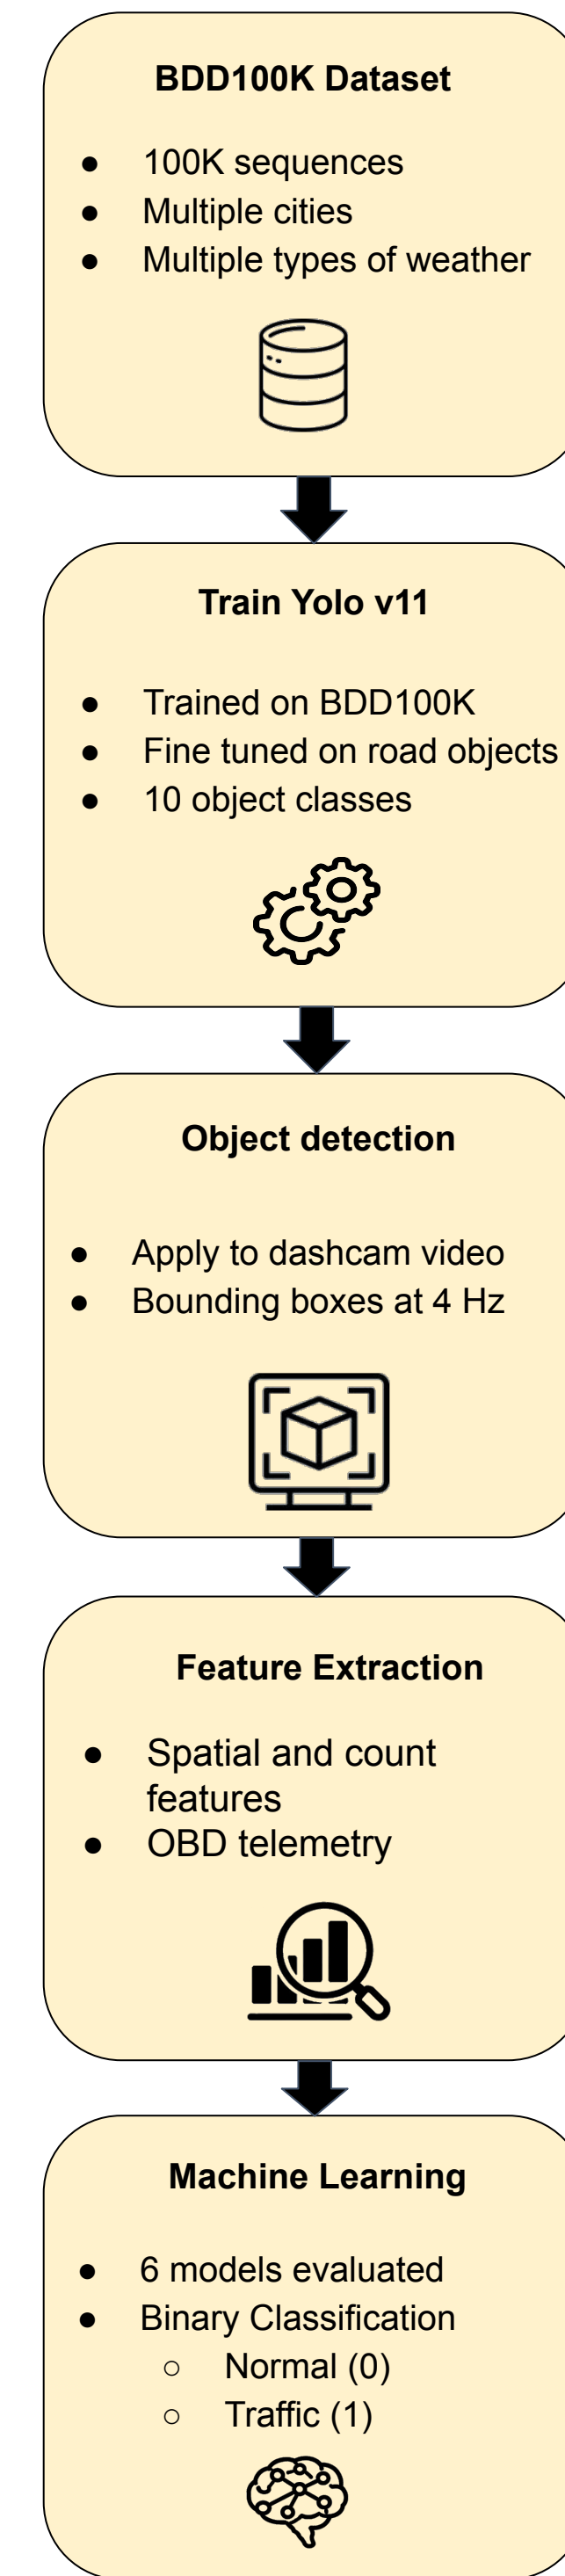 BDD100K Dataset
● 100K sequences
● Multiple cities
● Multiple types of weather
Train Yolo v11
● Trained on BDD100K
● Fine tuned on road objects
● 10 object classes
Object detection
● Apply to dashcam video
● Bounding boxes at 4 Hz
Feature Extraction
● Spatial and count
features
● OBD telemetry
Machine Learning
● 6 models evaluated
● Binary Classification
○ Normal (0)
○ Traffic (1)